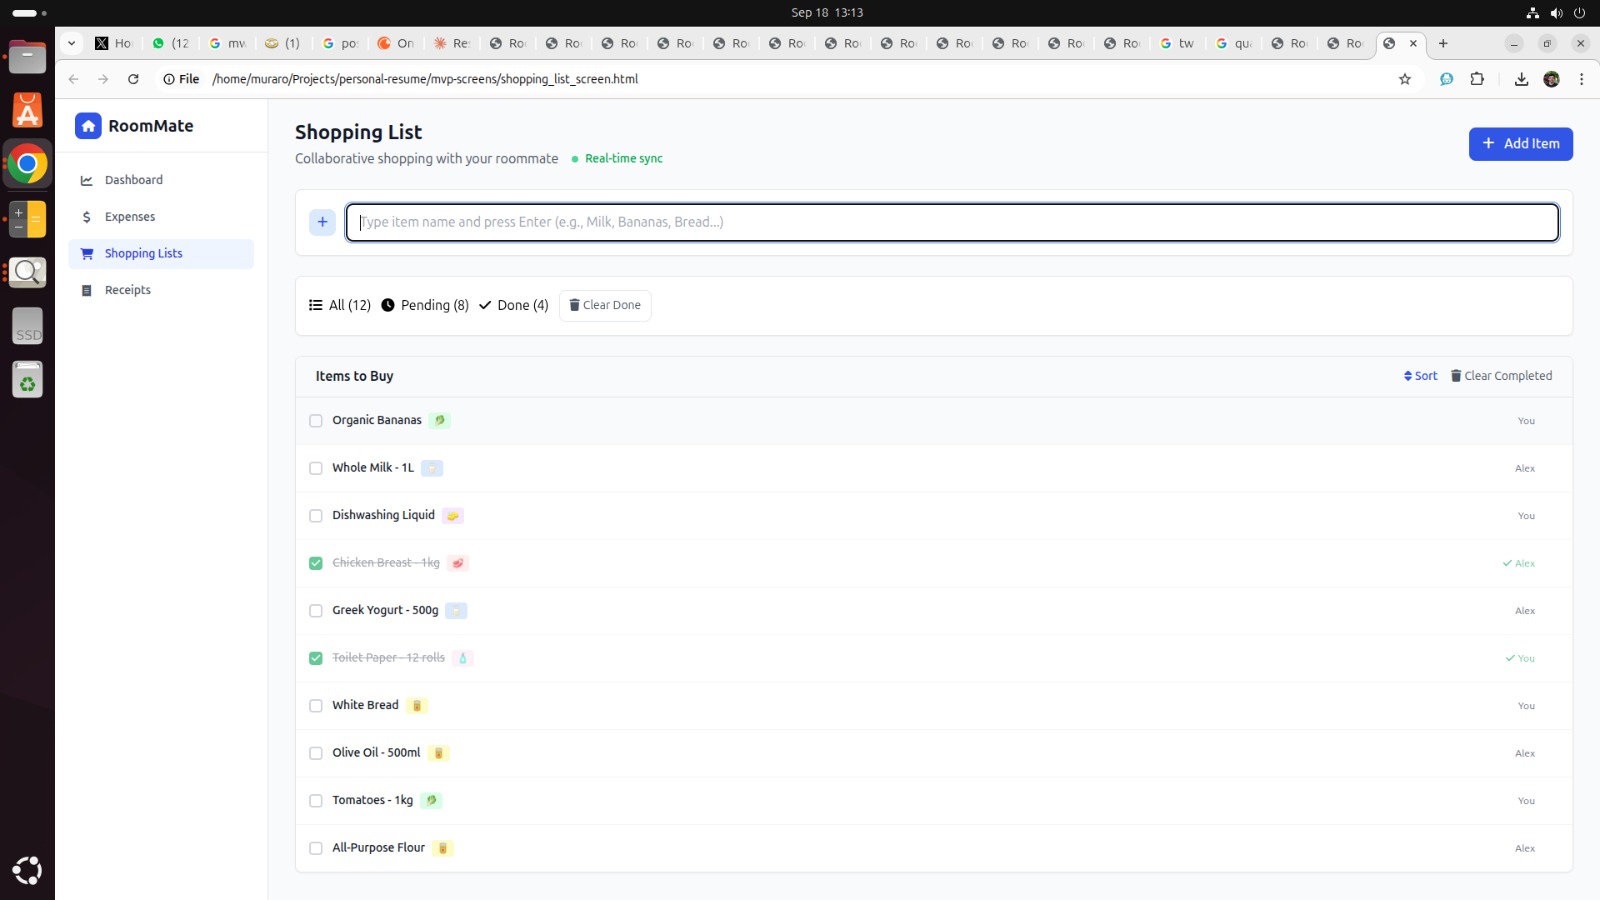 Sep 18 13:13
Ho
(12
mv
(1)
po
On
Re
Ro
Ro
Ro
Ro
Ro
Ro
Ro
Ro
Ro
Ro
Ro
Ro
tw
qu
Ro
Ro
File /home/muraro/Projects/personal-resume/mvp-screens/shopping_list_screen.html
RoomMate
Dashboard
Expenses
Shopping Lists
Receipts
SSD
Shopping List
Collaborative shopping with your roommate Real-time sync
+ Add Item
Type item name and press Enter (e.g., Milk, Bananas, Bread...)
All (12) Pending (8) Done (4) Clear Done
Items to Buy Sort Clear Completed
Organic Bananas You
Whole Milk - 1L Alex
Dishwashing Liquid You
Chicken Breast - 1kg Alex
Greek Yogurt - 500g Alex
Toilet Paper - 12 rolls You
White Bread You
Olive Oil - 500ml Alex
Tomatoes - 1kg You
All-Purpose Flour Alex